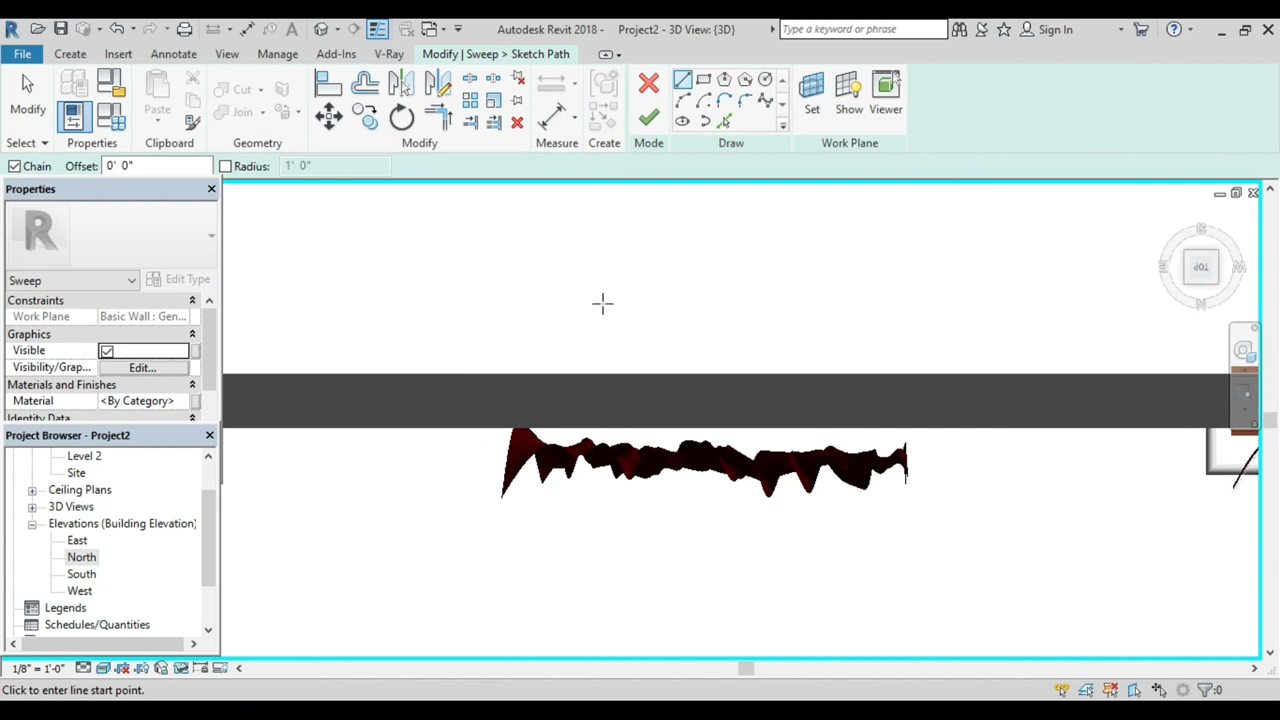 Autodesk Revit 2018 - Project2 - 3D View: {3D}
Type a keyword or phrase
Sign In
File Create Insert Annotate View Manage Add-Ins V-Ray Modify | Sweep > Sketch Path
Modify
Paste
Cut
Join
Set Show Viewer
Select Properties Clipboard Geometry Modify Measure Create Mode Draw Work Plane
Chain Offset: 0' 0" Radius: 1' 0"
Properties
R
Sweep Edit Type
Constraints
Work Plane Basic Wall : Gen...
Graphics
Visible
Visibility/Grap... Edit...
Materials and Finishes
Material <By Category>
Identity Data
Project Browser - Project2
Level 2
Site
Ceiling Plans
3D Views
Elevations (Building Elevation)
East
North
South
West
Legends
Schedules/Quantities
S
TOP
N
1/8" = 1'-0"
Click to enter line start point.
:0